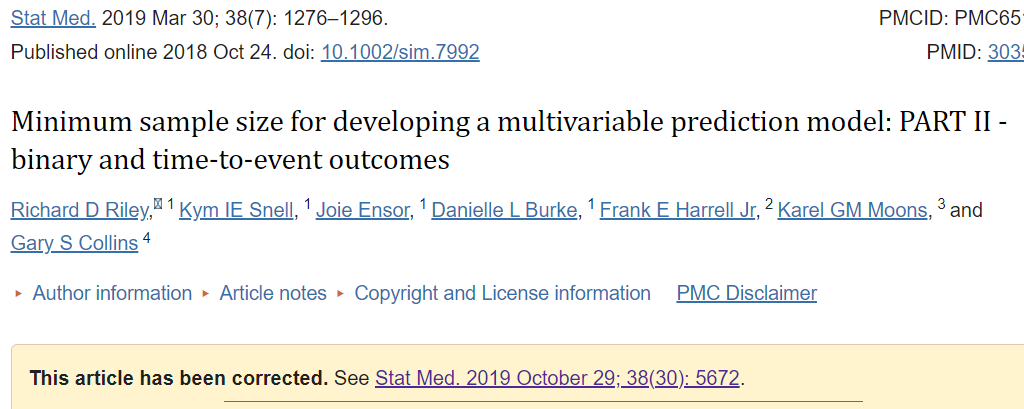 Stat Med. 2019 Mar 30; 38(7): 1276–1296.
PMCID: PMC65
Published online 2018 Oct 24. doi: 10.1002/sim.7992
PMID: 303
Minimum sample size for developing a multivariable prediction model: PART II -
binary and time-to-event outcomes
Richard D Riley, 1 Kym IE Snell, 1 Joie Ensor, 1 Danielle L Burke, 1 Frank E Harrell Jr, 2 Karel GM Moons, 3 and
Gary S Collins 4
▸ Author information ▸ Article notes ▸ Copyright and License information PMC Disclaimer
This article has been corrected. See Stat Med. 2019 October 29; 38(30): 5672.